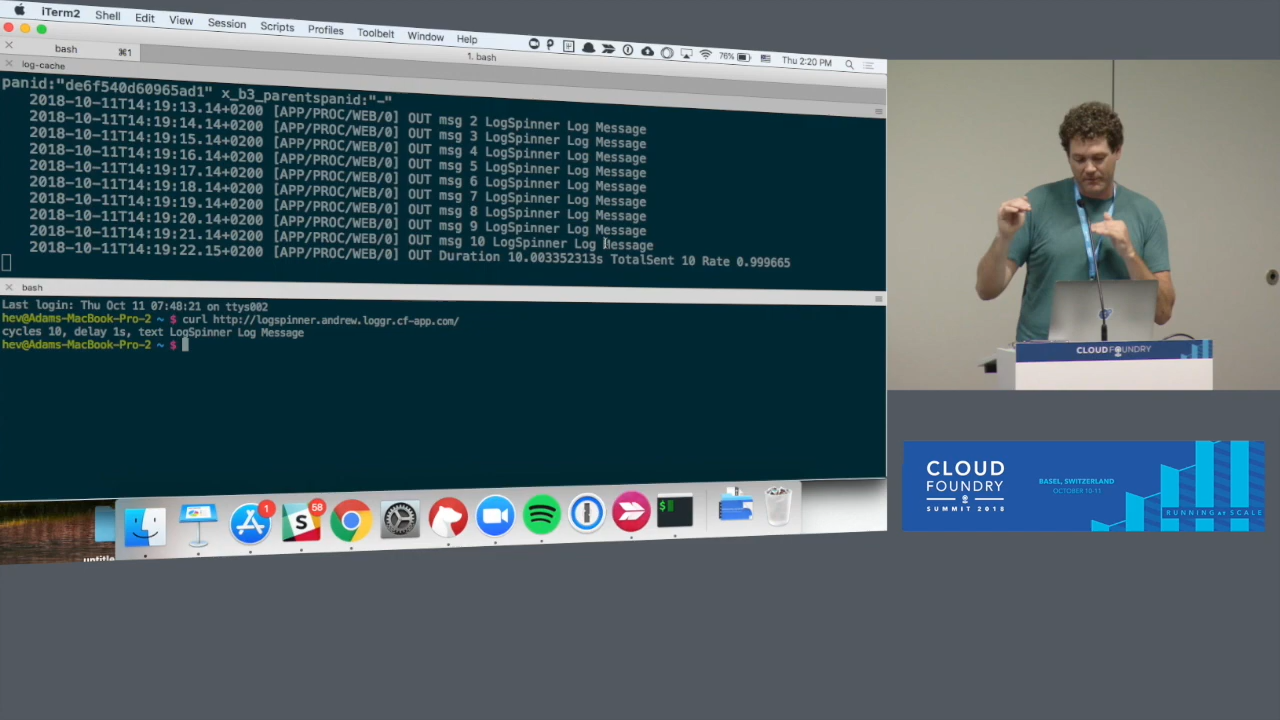 iTerm2 Shell Edit View Session Scripts Profiles Toolbelt Window Help 76% Thu 2:20 PM
bash ⌘1 1. bash
log-cache
panid:"de6f540d60965ad1" x_b3_parentspanid:"-"
2018-10-11T14:19:13.14+0200 [APP/PROC/WEB/0] OUT msg 2 LogSpinner Log Message
2018-10-11T14:19:14.14+0200 [APP/PROC/WEB/0] OUT msg 3 LogSpinner Log Message
2018-10-11T14:19:15.14+0200 [APP/PROC/WEB/0] OUT msg 4 LogSpinner Log Message
2018-10-11T14:19:16.14+0200 [APP/PROC/WEB/0] OUT msg 5 LogSpinner Log Message
2018-10-11T14:19:17.14+0200 [APP/PROC/WEB/0] OUT msg 6 LogSpinner Log Message
2018-10-11T14:19:18.14+0200 [APP/PROC/WEB/0] OUT msg 7 LogSpinner Log Message
2018-10-11T14:19:19.14+0200 [APP/PROC/WEB/0] OUT msg 8 LogSpinner Log Message
2018-10-11T14:19:20.14+0200 [APP/PROC/WEB/0] OUT msg 9 LogSpinner Log Message
2018-10-11T14:19:21.14+0200 [APP/PROC/WEB/0] OUT msg 10 LogSpinner Log Message
2018-10-11T14:19:22.15+0200 [APP/PROC/WEB/0] OUT Duration 10.003352313s TotalSent 10 Rate 0.999665
bash
Last login: Thu Oct 11 07:48:21 on ttys002
hev@Adams-MacBook-Pro-2 ~ $ curl http://logspinner.andrew.loggr.cf-app.com/
cycles 10, delay 1s, text LogSpinner Log Message
hev@Adams-MacBook-Pro-2 ~ $
1
58
CLOUD FOUNDRY
CLOUD
FOUNDRY
SUMMIT 2018
BASEL, SWITZERLAND
OCTOBER 10-11
RUNNING AT SCALE